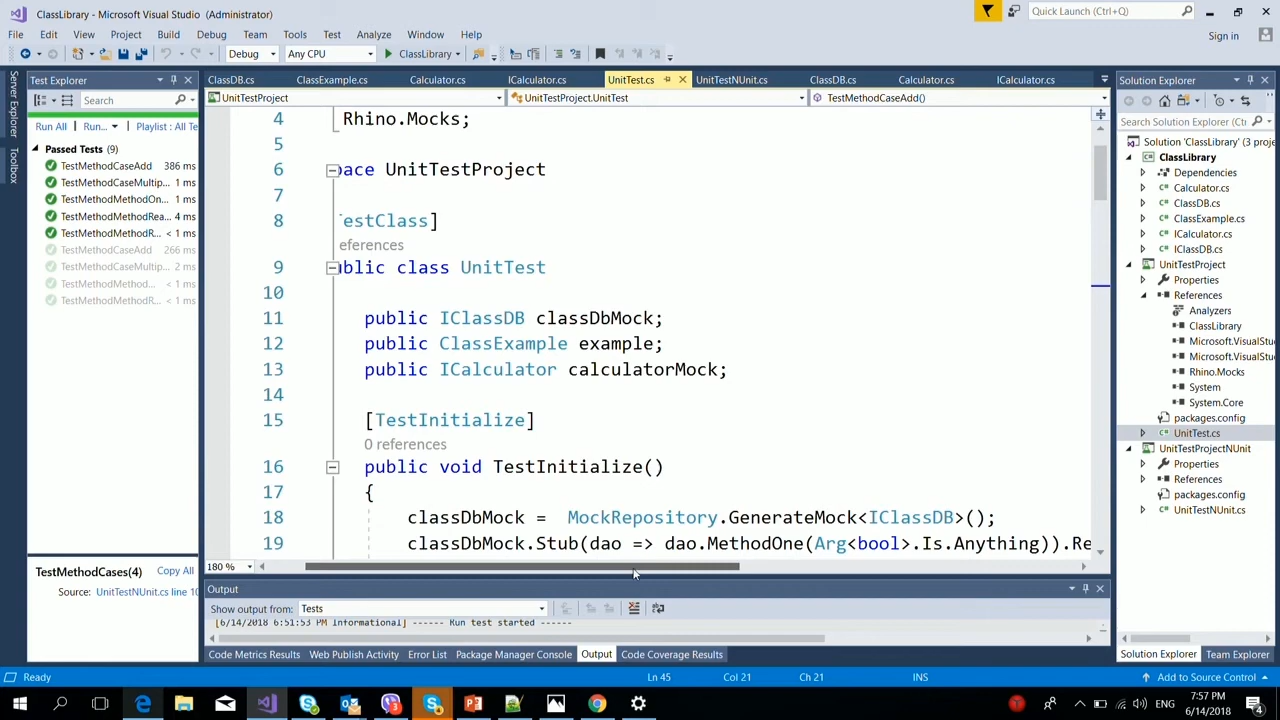 ClassLibrary - Microsoft Visual Studio (Administrator)
Quick Launch (Ctrl+Q)
File Edit View Project Build Debug Team Tools Test Analyze Window Help
Sign in
Debug Any CPU ClassLibrary
Server Explorer
Toolbox
Test Explorer
Search
Run All Run... Playlist : All Te
Passed Tests (9)
TestMethodCaseAdd 386 ms
TestMethodCaseMultip... 1 ms
TestMethodMethodOn... 1 ms
TestMethodMethodRea... 4 ms
TestMethodMethodR... < 1 ms
TestMethodCaseAdd 266 ms
TestMethodCaseMultip... 2 ms
TestMethodMethod... < 1 ms
TestMethodMethodR... < 1 ms
TestMethodCases(4) Copy All
Source: UnitTestNUnit.cs line 10
ClassDB.cs ClassExample.cs Calculator.cs ICalculator.cs UnitTest.cs UnitTestNUnit.cs ClassDB.cs Calculator.cs ICalculator.cs
UnitTestProject UnitTestProject.UnitTest TestMethodCaseAdd()
4 Rhino.Mocks;
5
6 pace UnitTestProject
7
8 estClass]
eferences
9 blic class UnitTest
10
11 public IClassDB classDbMock;
12 public ClassExample example;
13 public ICalculator calculatorMock;
14
15 [TestInitialize]
0 references
16 public void TestInitialize()
17 {
18 classDbMock = MockRepository.GenerateMock<IClassDB>();
19 classDbMock.Stub(dao => dao.MethodOne(Arg<bool>.Is.Anything)).Re
180 %
Output
Show output from: Tests
[6/14/2018 6:51:53 PM Informational] ------ Run test started ------
Code Metrics Results Web Publish Activity Error List Package Manager Console Output Code Coverage Results
Solution Explorer
Search Solution Explorer (Ctrl
Solution 'ClassLibrary' (3 proje
ClassLibrary
Dependencies
Calculator.cs
ClassDB.cs
ClassExample.cs
ICalculator.cs
IClassDB.cs
UnitTestProject
Properties
References
Analyzers
ClassLibrary
Microsoft.VisualStu
Microsoft.VisualStu
Rhino.Mocks
System
System.Core
packages.config
UnitTest.cs
UnitTestProjectNUnit
Properties
References
packages.config
UnitTestNUnit.cs
Solution Explorer Team Explorer
Ready Ln 45 Col 21 Ch 21 INS Add to Source Control
ENG
7:57 PM
6/14/2018
4